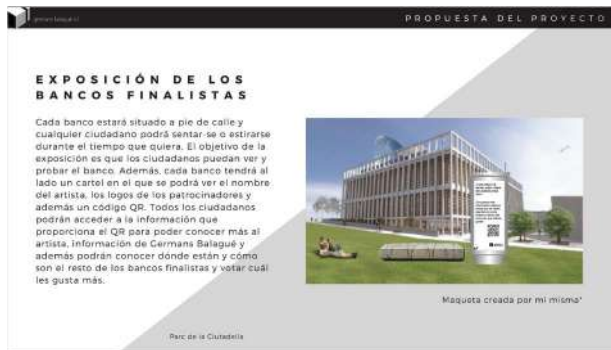 germans balagué s.l
PROPUESTA DEL PROYECTO
EXPOSICIÓN DE LOS
BANCOS FINALISTAS
Cada banco estará situado a pie de calle y
cualquier ciudadano podrá sentar-se o estirarse
durante el tiempo que quiera. El objetivo de la
exposición es que los ciudadanos puedan ver y
probar el banco. Además, cada banco tendrá al
lado un cartel en el que se podrá ver el nombre
del artista, los logos de los patrocinadores y
además un código QR. Todos los ciudadanos
podrán acceder a la información que
proporciona el QR para poder conocer más al
artista, información de Germans Balagué y
además podrán conocer dónde están y cómo
son el resto de los bancos finalistas y votar cuál
les gusta más.
Maqueta creada por mi misma*
Parc de la Ciutadella